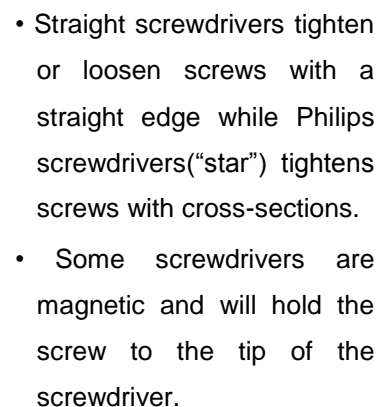 • Straight screwdrivers tighten
or loosen screws with a
straight edge while Philips
screwdrivers(“star”) tightens
screws with cross-sections.
• Some screwdrivers are
magnetic and will hold the
screw to the tip of the
screwdriver.